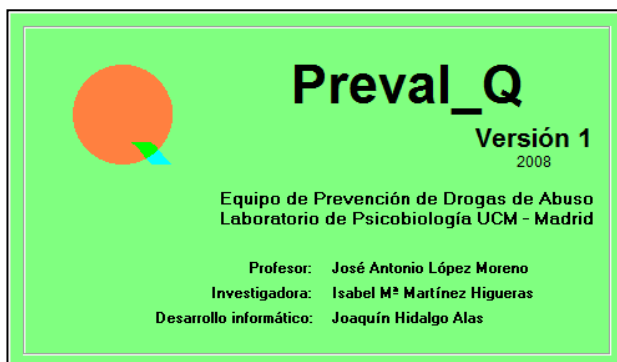 Preval_Q
Versión 1
2008
Equipo de Prevención de Drogas de Abuso
Laboratorio de Psicobiología UCM - Madrid
Profesor: José Antonio López Moreno
Investigadora: Isabel Mª Martínez Higueras
Desarrollo informático: Joaquín Hidalgo Alas